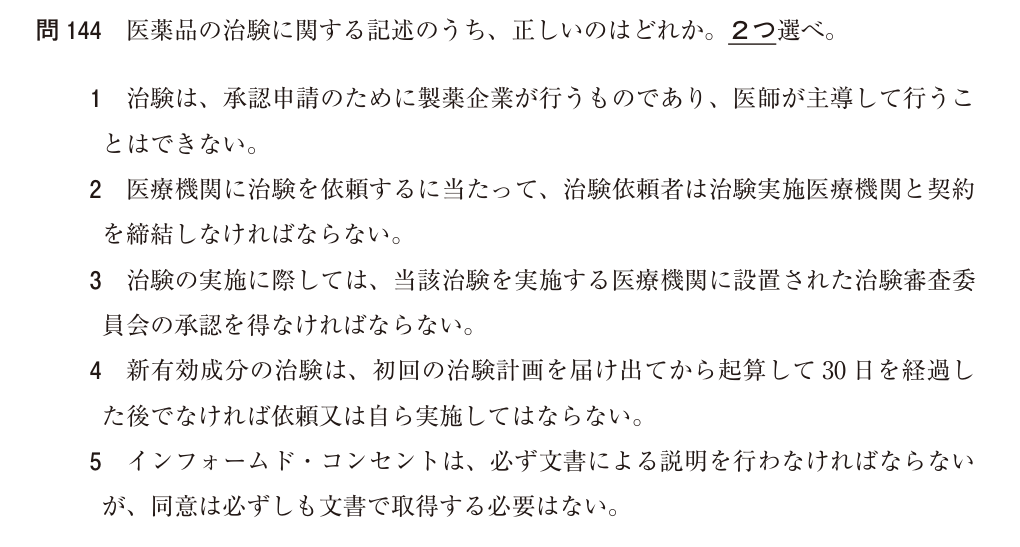 問 144　医薬品の治験に関する記述のうち、正しいのはどれか。2つ選べ。
1　治験は、承認申請のために製薬企業が行うものであり、医師が主導して行うこ
とはできない。
2　医療機関に治験を依頼するに当たって、治験依頼者は治験実施医療機関と契約
を締結しなければならない。
3　治験の実施に際しては、当該治験を実施する医療機関に設置された治験審査委
員会の承認を得なければならない。
4　新有効成分の治験は、初回の治験計画を届け出てから起算して 30 日を経過し
た後でなければ依頼又は自ら実施してはならない。
5　インフォームド・コンセントは、必ず文書による説明を行わなければならない
が、同意は必ずしも文書で取得する必要はない。